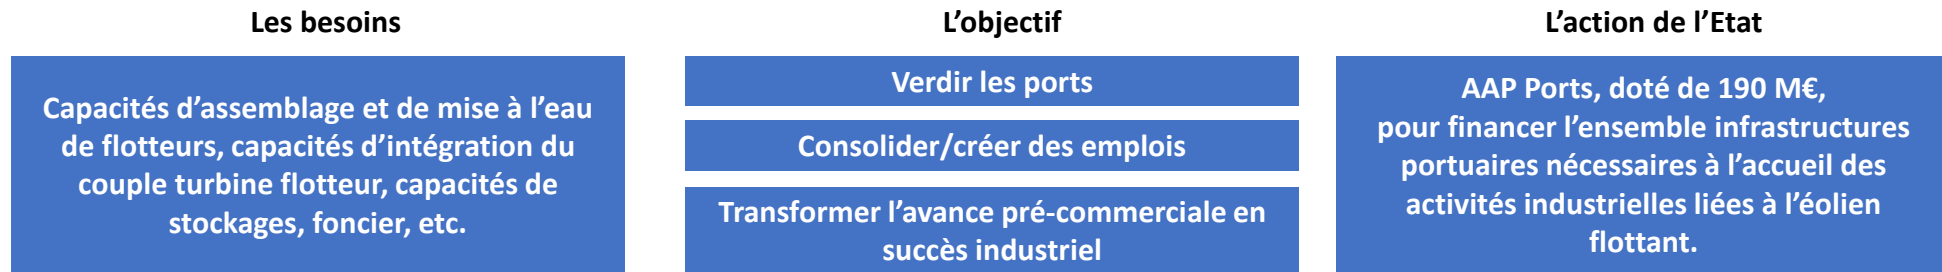 Les besoins
Capacités d’assemblage et de mise à l’eau
de flotteurs, capacités d’intégration du
couple turbine flotteur, capacités de
stockages, foncier, etc.
L’objectif
Verdir les ports
Consolider/créer des emplois
Transformer l’avance pré-commerciale en
succès industriel
L’action de l’Etat
AAP Ports, doté de 190 M€,
pour financer l’ensemble infrastructures
portuaires nécessaires à l’accueil des
activités industrielles liées à l’éolien
flottant.